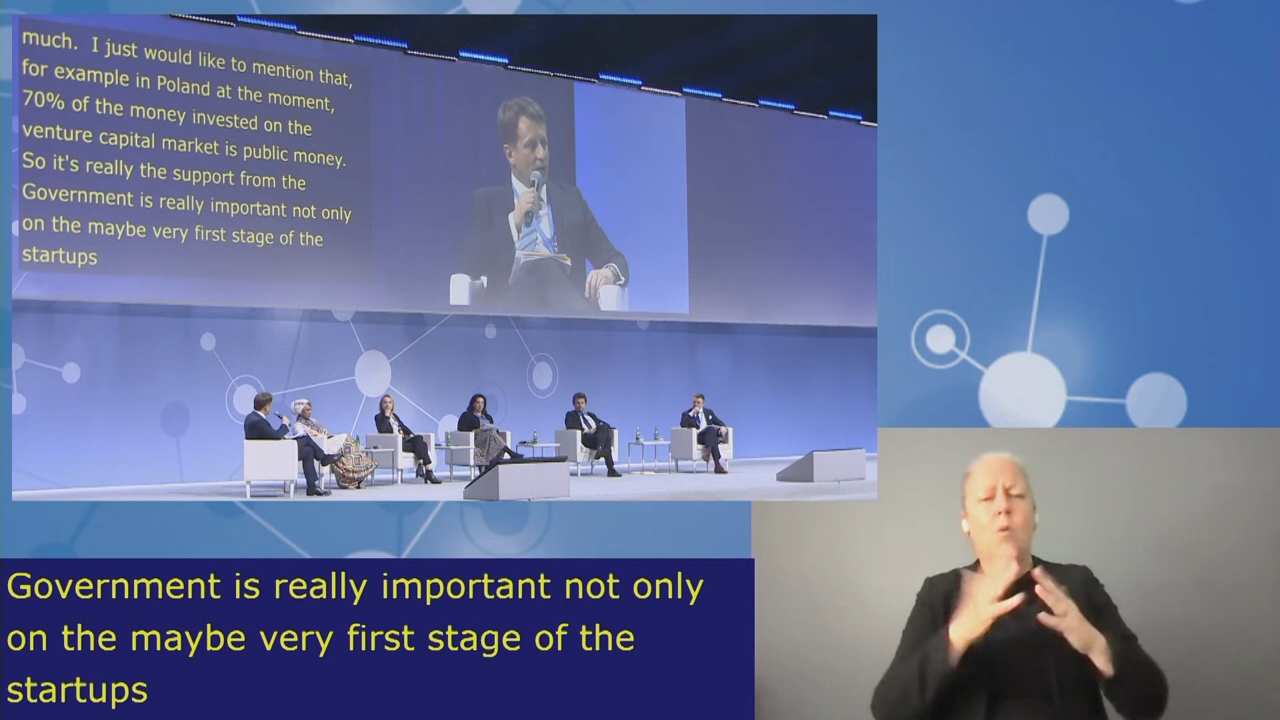 much.  I just would like to mention that,
for example in Poland at the moment,
70% of the money invested on the
venture capital market is public money.
So it's really the support from the
Government is really important not only
on the maybe very first stage of the
startups
Government is really important not only
on the maybe very first stage of the
startups